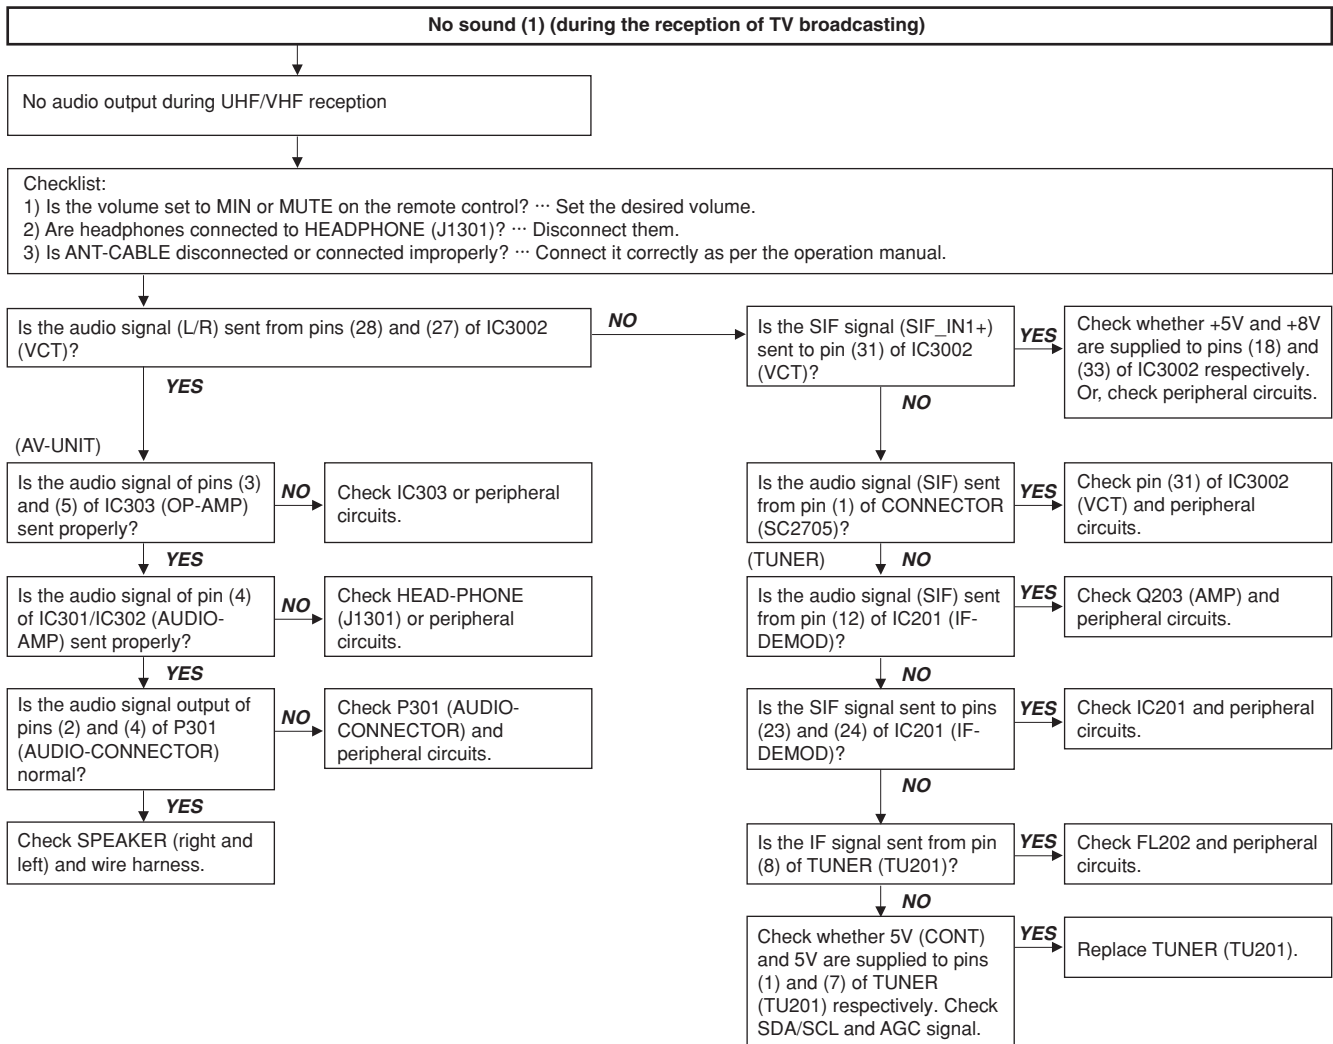 No sound (1) (during the reception of TV broadcasting)
No audio output during UHF/VHF reception
Checklist:
1) Is the volume set to MIN or MUTE on the remote control? ··· Set the desired volume.
2) Are headphones connected to HEADPHONE (J1301)? ··· Disconnect them.
3) Is ANT-CABLE disconnected or connected improperly? ··· Connect it correctly as per the operation manual.
Is the audio signal (L/R) sent from pins (28) and (27) of IC3002
(VCT)?
NO
YES
(AV-UNIT)
Is the audio signal of pins (3)
and (5) of IC303 (OP-AMP)
sent properly?
NO
Check IC303 or peripheral
circuits.
YES
Is the audio signal of pin (4)
of IC301/IC302 (AUDIO-
AMP) sent properly?
NO
Check HEAD-PHONE
(J1301) or peripheral
circuits.
YES
Is the audio signal output of
pins (2) and (4) of P301
(AUDIO-CONNECTOR)
normal?
NO
Check P301 (AUDIO-
CONNECTOR) and
peripheral circuits.
YES
Check SPEAKER (right and
left) and wire harness.
Is the SIF signal (SIF_IN1+)
sent to pin (31) of IC3002
(VCT)?
YES
Check whether +5V and +8V
are supplied to pins (18) and
(33) of IC3002 respectively.
Or, check peripheral circuits.
NO
Is the audio signal (SIF) sent
from pin (1) of CONNECTOR
(SC2705)?
YES
Check pin (31) of IC3002
(VCT) and peripheral
circuits.
(TUNER)
NO
Is the audio signal (SIF) sent
from pin (12) of IC201 (IF-
DEMOD)?
YES
Check Q203 (AMP) and
peripheral circuits.
NO
Is the SIF signal sent to pins
(23) and (24) of IC201 (IF-
DEMOD)?
YES
Check IC201 and peripheral
circuits.
NO
Is the IF signal sent from pin
(8) of TUNER (TU201)?
YES
Check FL202 and peripheral
circuits.
NO
Check whether 5V (CONT)
and 5V are supplied to pins
(1) and (7) of TUNER
(TU201) respectively. Check
SDA/SCL and AGC signal.
YES
Replace TUNER (TU201).